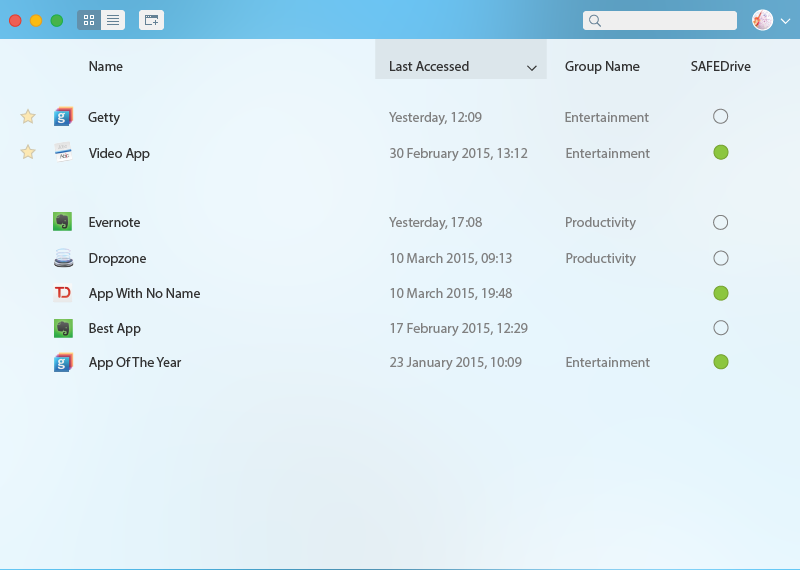 Name Last Accessed Group Name SAFEDrive
Getty Yesterday, 12:09 Entertainment
Video App 30 February 2015, 13:12 Entertainment
Evernote Yesterday, 17:08 Productivity
Dropzone 10 March 2015, 09:13 Productivity
App With No Name 10 March 2015, 19:48
Best App 17 February 2015, 12:29
App Of The Year 23 January 2015, 10:09 Entertainment